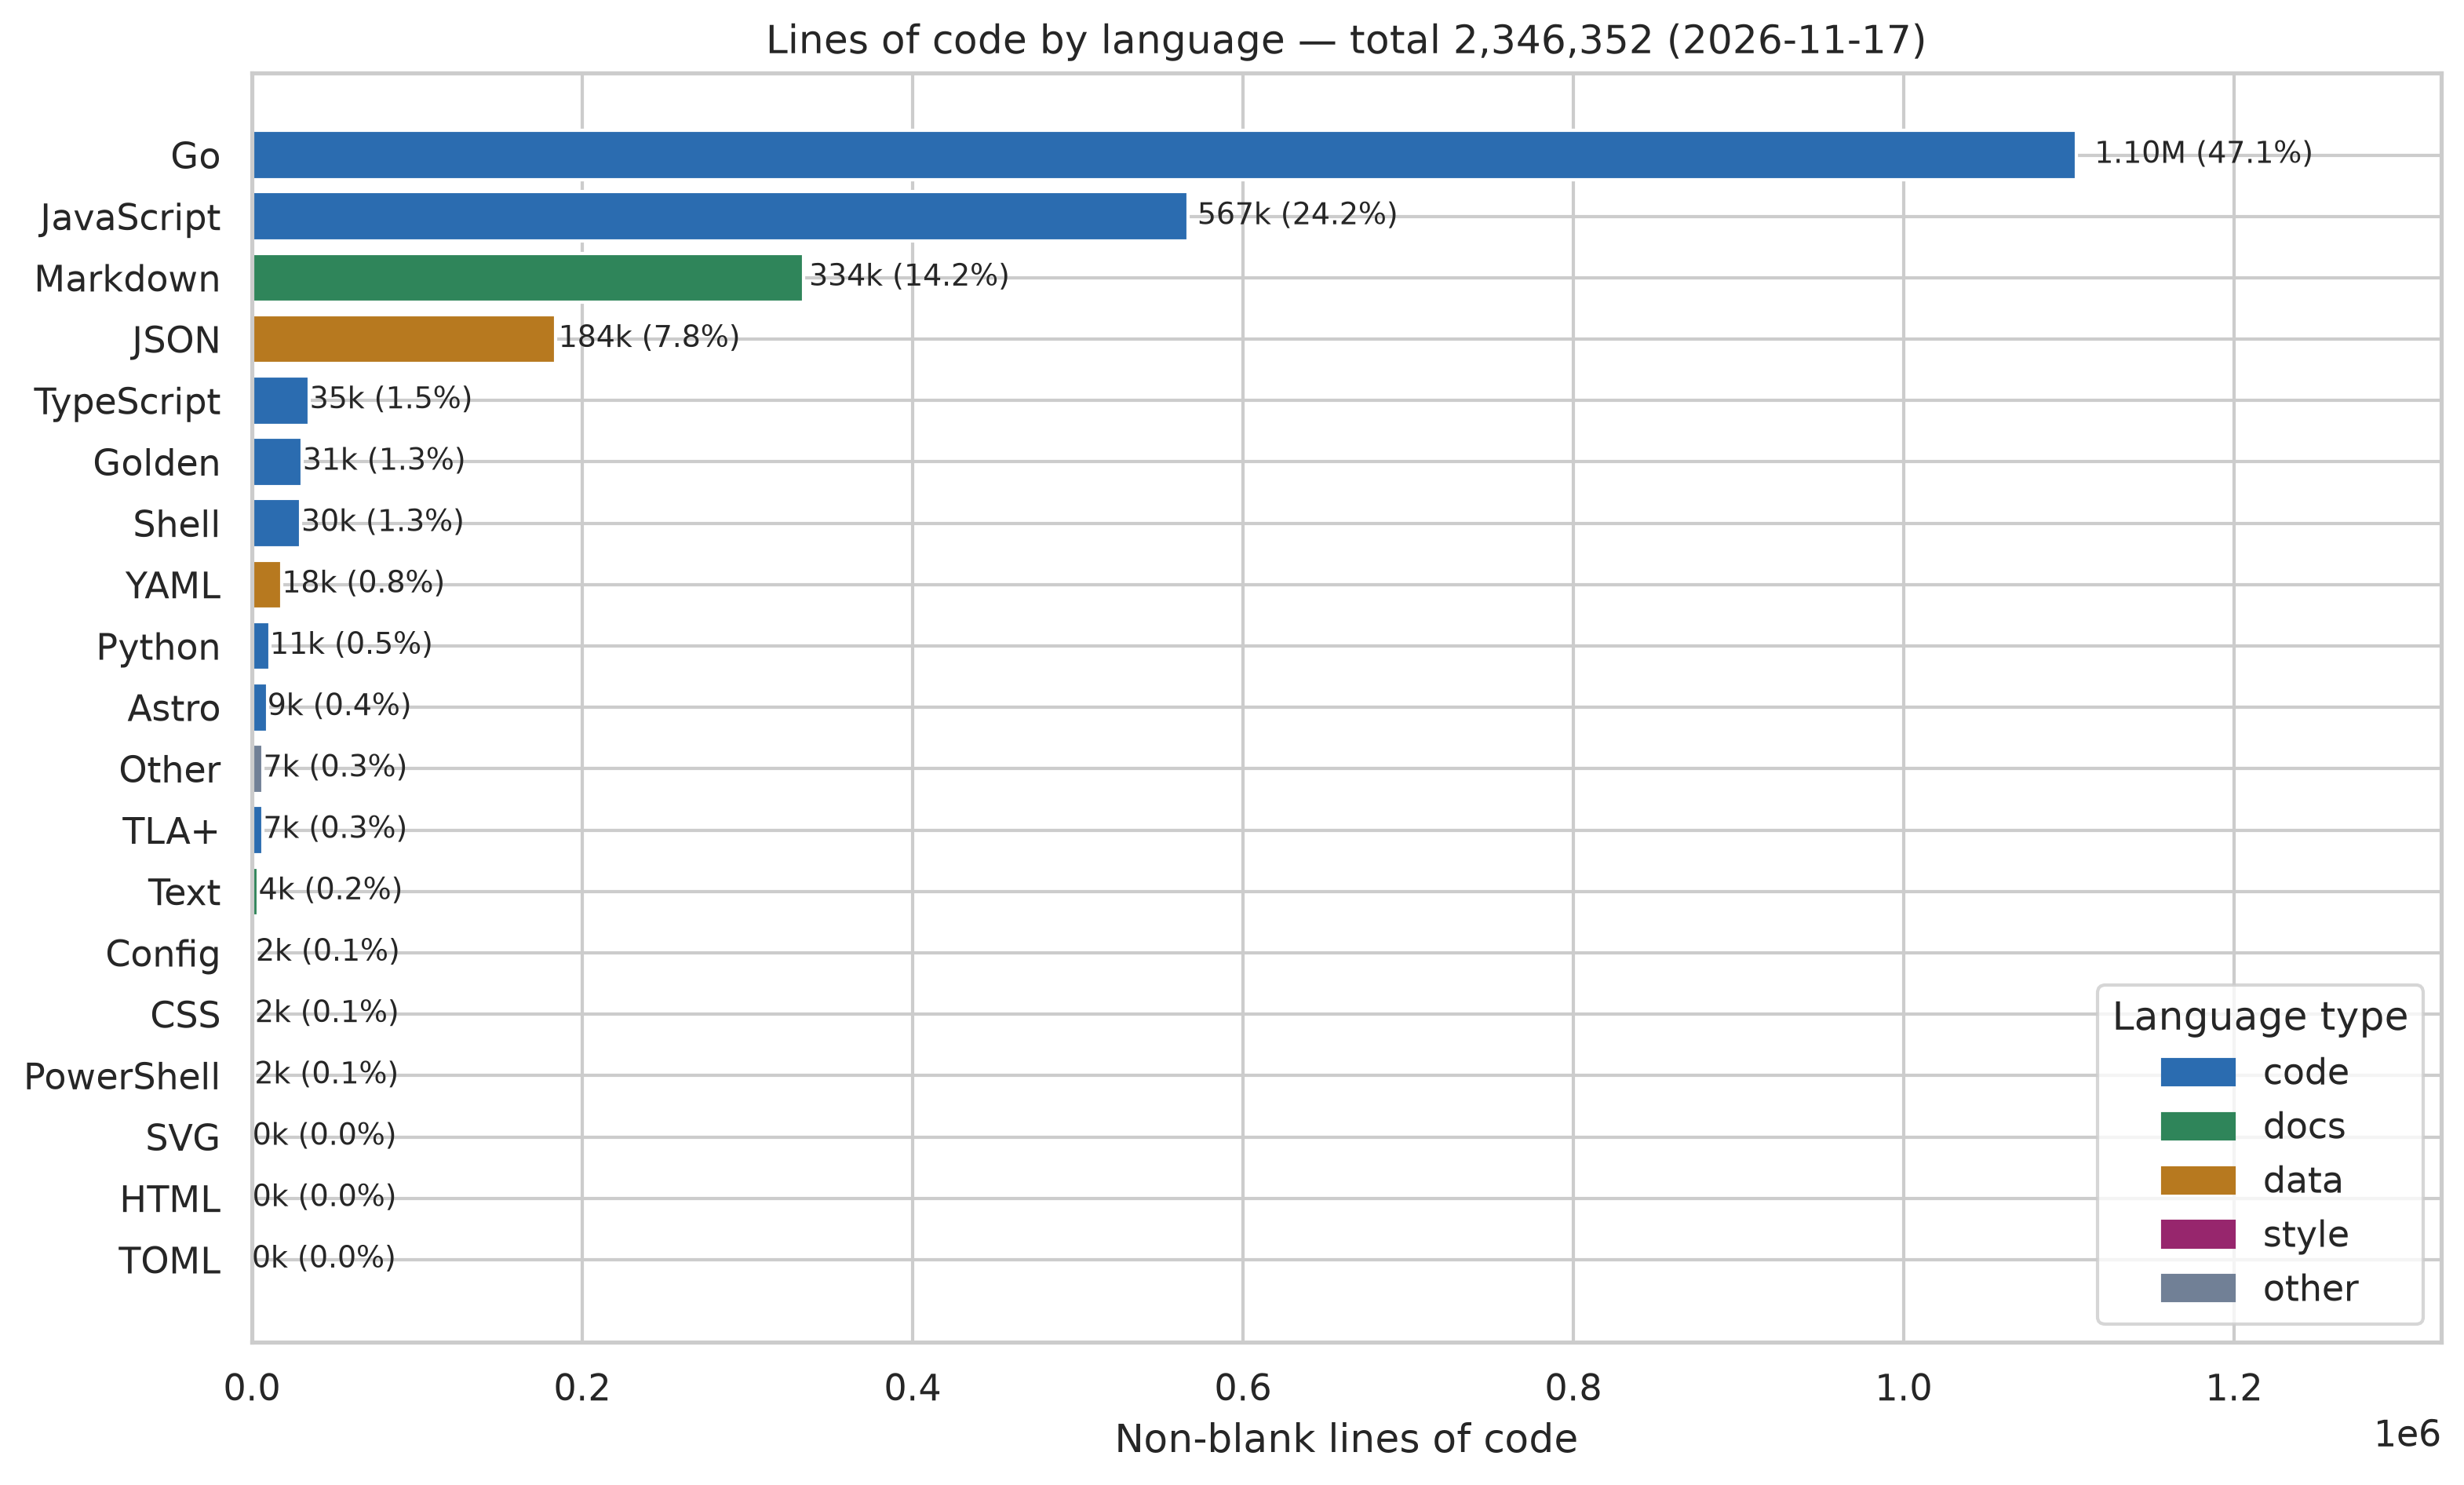 Lines of code by language — total 2,346,352 (2026-11-17)
Go 1.10M (47.1%)
JavaScript 567k (24.2%)
Markdown 334k (14.2%)
JSON 184k (7.8%)
TypeScript 35k (1.5%)
Golden 31k (1.3%)
Shell 30k (1.3%)
YAML 18k (0.8%)
Python 11k (0.5%)
Astro 9k (0.4%)
Other 7k (0.3%)
TLA+ 7k (0.3%)
Text 4k (0.2%)
Config 2k (0.1%)
CSS 2k (0.1%)
PowerShell 2k (0.1%)
SVG 0k (0.0%)
HTML 0k (0.0%)
TOML 0k (0.0%)
Language type
code
docs
data
style
other
0.0 0.2 0.4 0.6 0.8 1.0 1.2
1e6
Non-blank lines of code